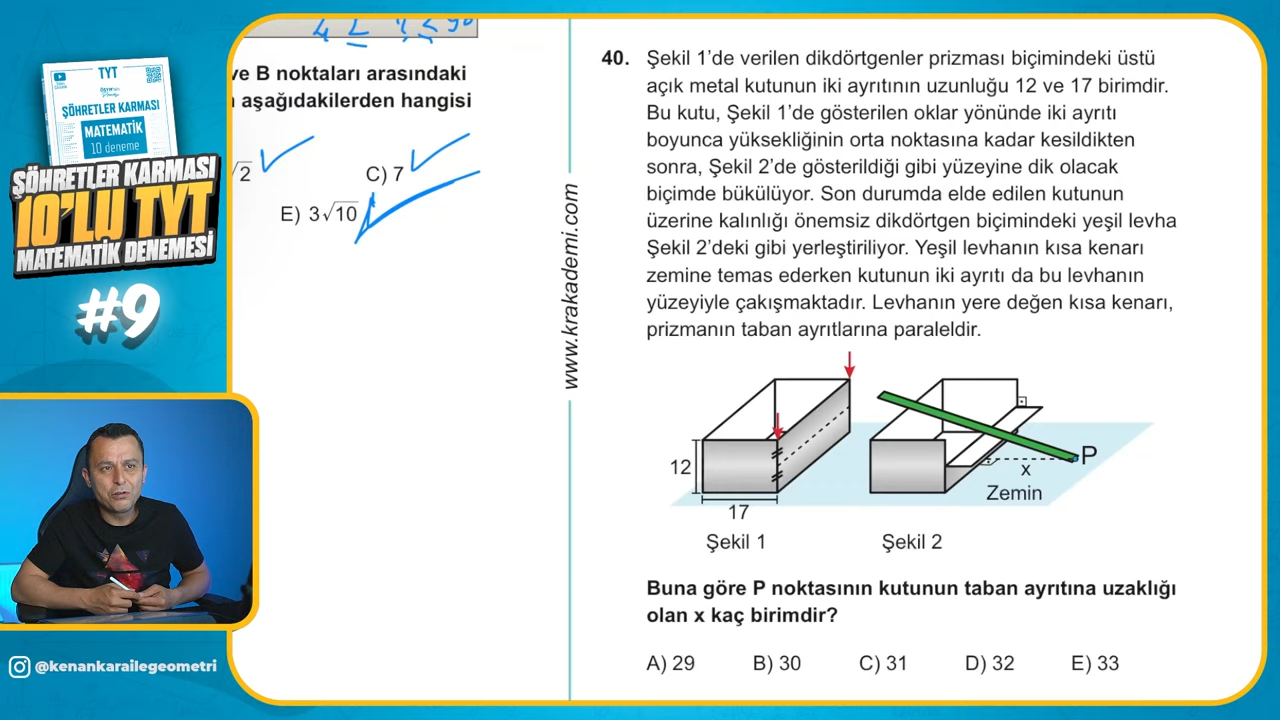 4 ≤
ve B noktaları arasındaki
aşağıdakilerden hangisi
√2
C) 7
E) 3√10
TYT
ŞÖHRETLER KARMASI
MATEMATİK
10 deneme
ŞÖHRETLER KARMASI
10'LU TYT
MATEMATİK DENEMESİ
#9
@kenankarailegeometri
www.krakademi.com
40. Şekil 1'de verilen dikdörtgenler prizması biçimindeki üstü
açık metal kutunun iki ayrıtının uzunluğu 12 ve 17 birimdir.
Bu kutu, Şekil 1'de gösterilen oklar yönünde iki ayrıtı
boyunca yüksekliğinin orta noktasına kadar kesildikten
sonra, Şekil 2'de gösterildiği gibi yüzeyine dik olacak
biçimde bükülüyor. Son durumda elde edilen kutunun
üzerine kalınlığı önemsiz dikdörtgen biçimindeki yeşil levha
Şekil 2'deki gibi yerleştiriliyor. Yeşil levhanın kısa kenarı
zemine temas ederken kutunun iki ayrıtı da bu levhanın
yüzeyiyle çakışmaktadır. Levhanın yere değen kısa kenarı,
prizmanın taban ayrıtlarına paraleldir.
12
17
Şekil 1
P
x
Zemin
Şekil 2
Buna göre P noktasının kutunun taban ayrıtına uzaklığı
olan x kaç birimdir?
A) 29 B) 30 C) 31 D) 32 E) 33